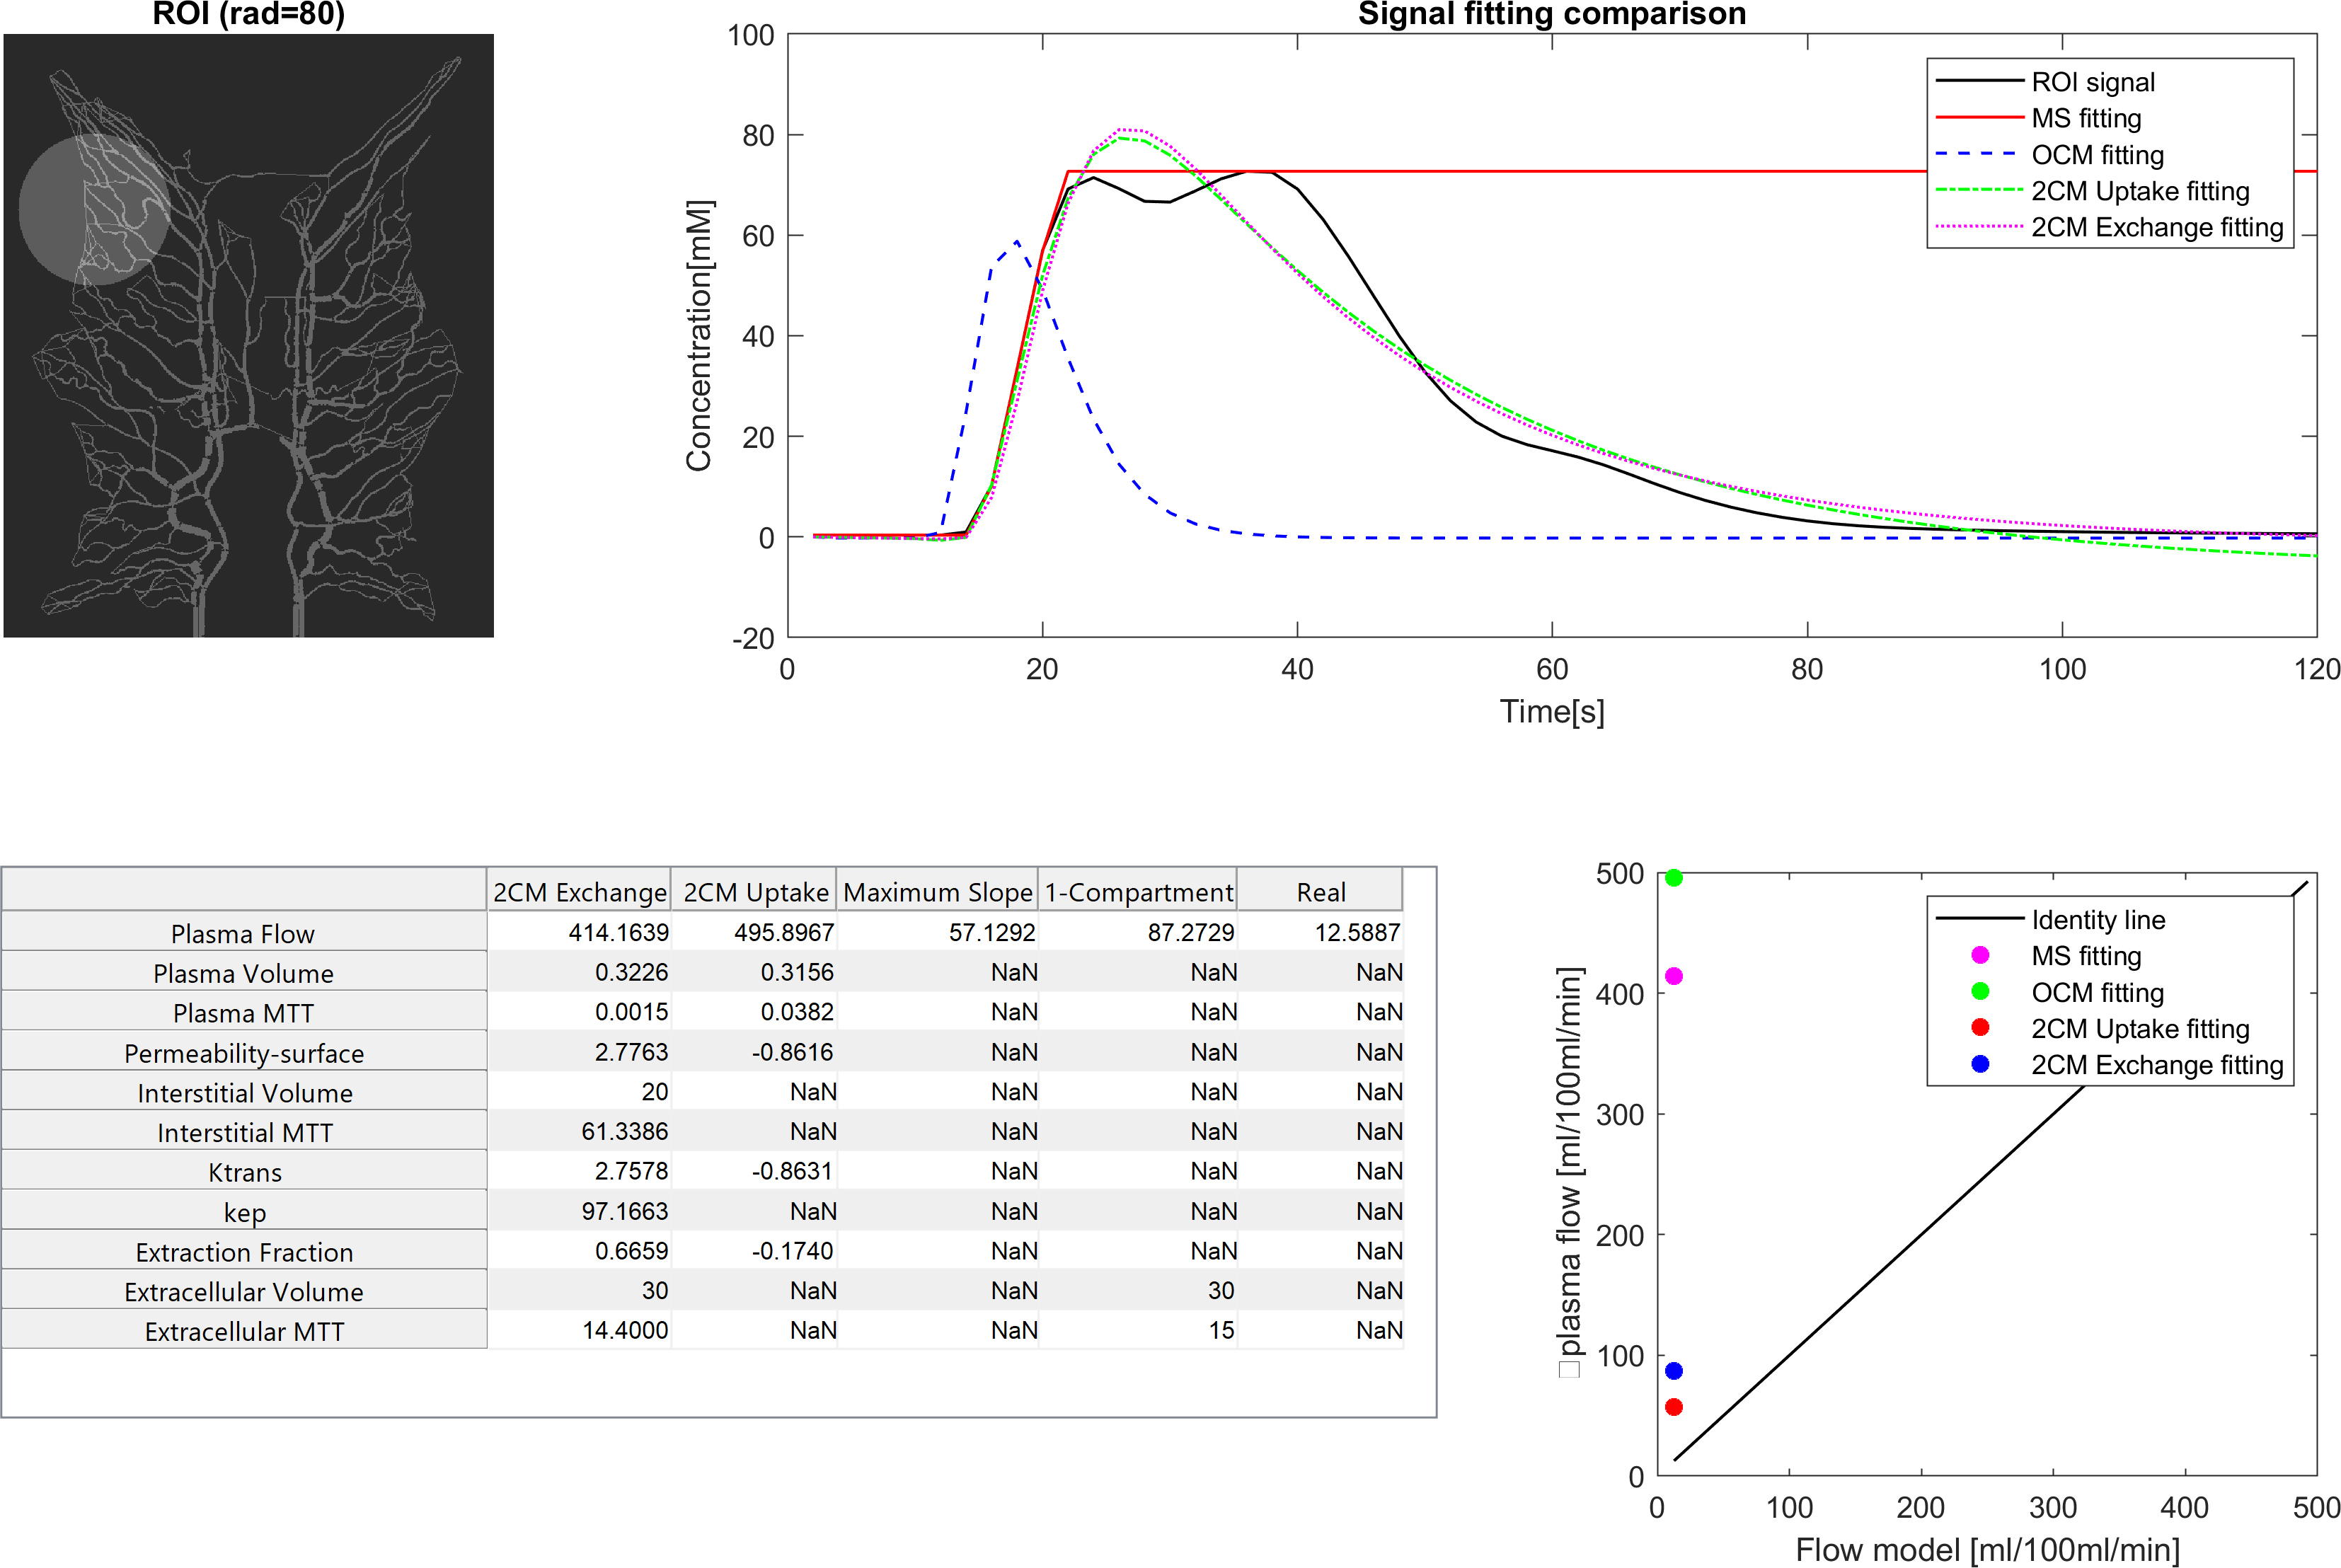 ROI (rad=80)
Signal fitting comparison
100
80
60
40
20
0
-20
Concentration[mM]
0 20 40 60 80 100 120
Time[s]
ROI signal
MS fitting
OCM fitting
2CM Uptake fitting
2CM Exchange fitting
2CM Exchange 2CM Uptake Maximum Slope 1-Compartment Real
Plasma Flow 414.1639 495.8967 57.1292 87.2729 12.5887
Plasma Volume 0.3226 0.3156 NaN NaN NaN
Plasma MTT 0.0015 0.0382 NaN NaN NaN
Permeability-surface 2.7763 -0.8616 NaN NaN NaN
Interstitial Volume 20 NaN NaN NaN NaN
Interstitial MTT 61.3386 NaN NaN NaN NaN
Ktrans 2.7578 -0.8631 NaN NaN NaN
kep 97.1663 NaN NaN NaN NaN
Extraction Fraction 0.6659 -0.1740 NaN NaN NaN
Extracellular Volume 30 NaN NaN 30 NaN
Extracellular MTT 14.4000 NaN NaN 15 NaN
500
400
300
200
100
0
plasma flow [ml/100ml/min]
Identity line
MS fitting
OCM fitting
2CM Uptake fitting
2CM Exchange fitting
0 100 200 300 400 500
Flow model [ml/100ml/min]